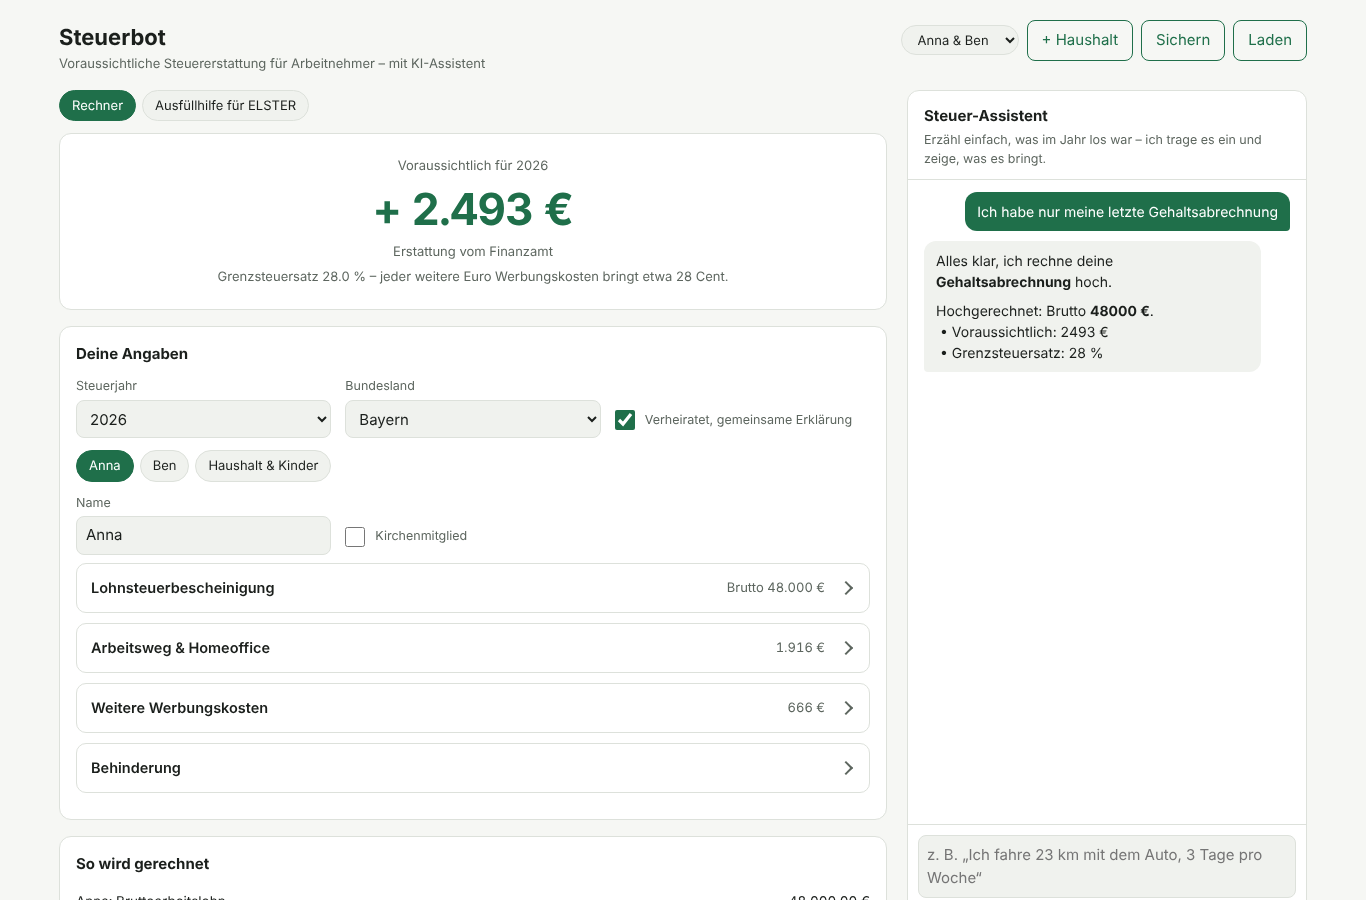 Steuerbot
Voraussichtliche Steuererstattung für Arbeitnehmer – mit KI-Assistent
Anna & Ben
+ Haushalt
Sichern
Laden
Rechner
Ausfüllhilfe für ELSTER
Voraussichtlich für 2026
+ 2.493 €
Erstattung vom Finanzamt
Grenzsteuersatz 28.0 % – jeder weitere Euro Werbungskosten bringt etwa 28 Cent.
Deine Angaben
Steuerjahr
Bundesland
2026
Bayern
Verheiratet, gemeinsame Erklärung
Anna
Ben
Haushalt & Kinder
Name
Anna
Kirchenmitglied
Lohnsteuerbescheinigung
Brutto 48.000 €
Arbeitsweg & Homeoffice
1.916 €
Weitere Werbungskosten
666 €
Behinderung
So wird gerechnet
Anna: Bruttoarbeitslohn
48.000,00 €
Steuer-Assistent
Erzähl einfach, was im Jahr los war – ich trage es ein und
zeige, was es bringt.
Ich habe nur meine letzte Gehaltsabrechnung
Alles klar, ich rechne deine
Gehaltsabrechnung hoch.
Hochgerechnet: Brutto 48000 €.
• Voraussichtlich: 2493 €
• Grenzsteuersatz: 28 %
z. B. „Ich fahre 23 km mit dem Auto, 3 Tage pro
Woche“